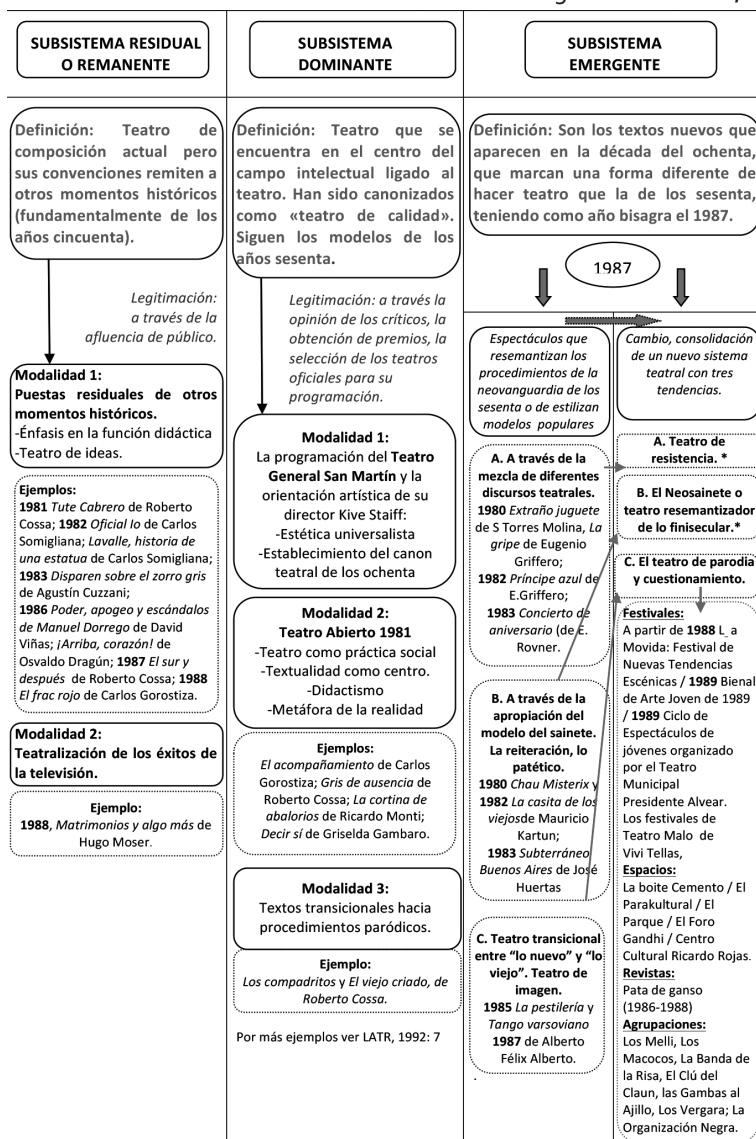 SUBSISTEMA RESIDUAL
O REMANENTE
Definición: Teatro de
composición actual pero
sus convenciones remiten a
otros momentos históricos
(fundamentalmente de los
años cincuenta).
Legitimación:
a través de la
afluencia de público.
Modalidad 1:
Puestas residuales de otros
momentos históricos.
-Énfasis en la función didáctica
-Teatro de ideas.
Ejemplos:
1981 Tute Cabrero de Roberto
Cossa; 1982 Oficial Io de Carlos
Somigliana; Lavalle, historia de
una estatua de Carlos Somigliana;
1983 Disparen sobre el zorro gris
de Agustín Cuzzani;
1986 Poder, apogeo y escándalos
de Manuel Dorrego de David
Viñas; ¡Arriba, corazón! de
Osvaldo Dragún; 1987 El sur y
después de Roberto Cossa; 1988
El frac rojo de Carlos Gorostiza.
Modalidad 2:
Teatralización de los éxitos de
la televisión.
Ejemplo:
1988, Matrimonios y algo más de
Hugo Moser.
SUBSISTEMA
DOMINANTE
Definición: Teatro que se
encuentra en el centro del
campo intelectual ligado al
teatro. Han sido canonizados
como «teatro de calidad».
Siguen los modelos de los
años sesenta.
Legitimación: a través la
opinión de los críticos, la
obtención de premios, la
selección de los teatros
oficiales para su
programación.
Modalidad 1:
La programación del Teatro
General San Martín y la
orientación artística de su
director Kive Staiff:
-Estética universalista
-Establecimiento del canon
teatral de los ochenta
Modalidad 2:
Teatro Abierto 1981
-Teatro como práctica social
-Textualidad como centro.
-Didactismo
-Metáfora de la realidad
Ejemplos:
El acompañamiento de Carlos
Gorostiza; Gris de ausencia de
Roberto Cossa; La cortina de
abalorios de Ricardo Monti;
Decir sí de Griselda Gambaro.
Modalidad 3:
Textos transicionales hacia
procedimientos paródicos.
Ejemplo:
Los compadritos y El viejo criado, de
Roberto Cossa.
Por más ejemplos ver LATR, 1992: 7
SUBSISTEMA
EMERGENTE
Definición: Son los textos nuevos que
aparecen en la década del ochenta,
que marcan una forma diferente de
hacer teatro que la de los sesenta,
teniendo como año bisagra el 1987.
1987
Espectáculos que
resemantizan los
procedimientos de la
neovanguardia de los
sesenta o de estilizan
modelos populares
A. A través de la
mezcla de diferentes
discursos teatrales.
1980 Extraño juguete
de S Torres Molina, La
gripe de Eugenio
Griffero;
1982 Príncipe azul de
E.Griffero;
1983 Concierto de
aniversario (de E.
Rovner.
B. A través de la
apropiación del
modelo del sainete.
La reiteración, lo
patético.
1980 Chau Misterix y
1982 La casita de los
viejosde Mauricio
Kartun;
1983 Subterráneo
Buenos Aires de José
Huertas
C. Teatro transicional
entre “lo nuevo” y “lo
viejo”. Teatro de
imagen.
1985 La pestilería y
Tango varsoviano
1987 de Alberto
Félix Alberto.
.
Cambio, consolidación
de un nuevo sistema
teatral con tres
tendencias.
A. Teatro de
resistencia. *
B. El Neosainete o
teatro resemantizador
de lo finisecular.*
C. El teatro de parodia
y cuestionamiento.
Festivales:
A partir de 1988 L_a
Movida: Festival de
Nuevas Tendencias
Escénicas / 1989 Bienal
de Arte Joven de 1989
/ 1989 Ciclo de
Espectáculos de
jóvenes organizado
por el Teatro
Municipal
Presidente Alvear.
Los festivales de
Teatro Malo de
Vivi Tellas,
Espacios:
La boite Cemento / El
Parakultural / El
Parque / El Foro
Gandhi / Centro
Cultural Ricardo Rojas.
Revistas:
Pata de ganso
(1986-1988)
Agrupaciones:
Los Melli, Los
Macocos, La Banda de
la Risa, El Clú del
Claun, las Gambas al
Ajillo, Los Vergara; La
Organización Negra.